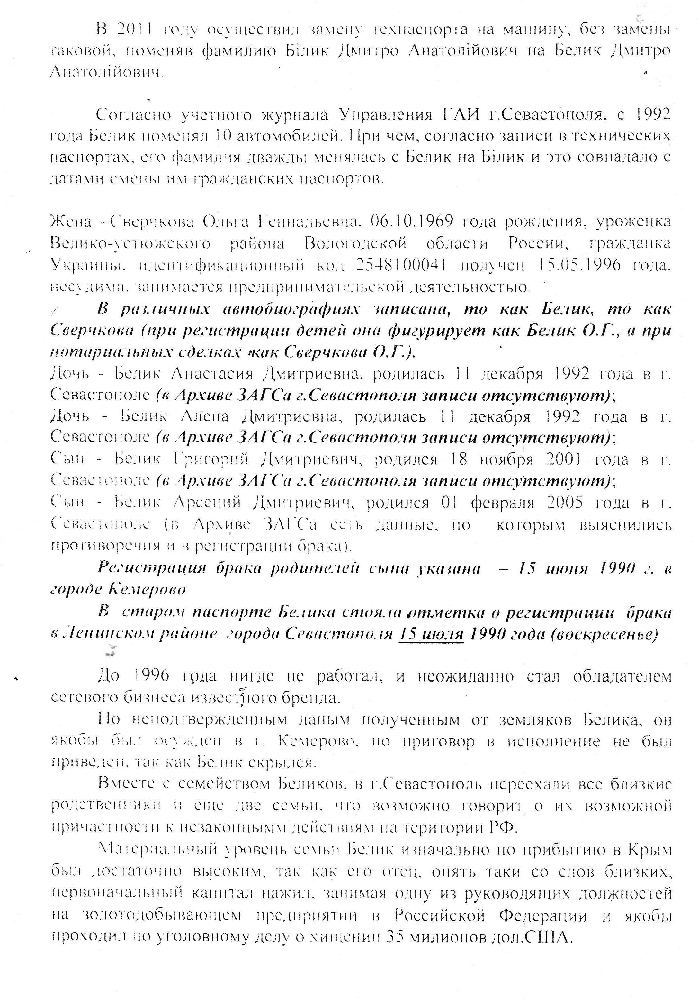 В 2011 году осуществил замену техпаспорта на машину, без замены
таковой, поменяв фамилию Білик Дмитро Анатолійович на Белик Дмитро
Анатолійович.
Согласно учетного журнала Управления ГАИ г.Севастополя, с 1992
года Белик поменял 10 автомобилей. При чем, согласно записи в технических
паспортах, его фамилия дважды менялась с Белик на Білик и это совпадало с
датами смены им гражданских паспортов.
Жена –Сверчкова Ольга Геннадьевна, 06.10.1969 года рождения, уроженка
Велико-устюжского района Вологодской области России, гражданка
Украины, идентификационный код 2548100041 получен 15.05.1996 года,
несудима, занимается предпринимательской деятельностью.
В различных автобиографиях записана, то как Белик, то как
Сверчкова (при регистрации детей она фигурирует как Белик О.Г., а при
нотариальных сделках как Сверчкова О.Г.).
Дочь - Белик Анастасия Дмитриевна, родилась 11 декабря 1992 года в г.
Севастополе (в Архиве ЗАГСа г.Севастополя записи отсутствуют);
Дочь - Белик Алена Дмитриевна, родилась 11 декабря 1992 года в г.
Севастополе (в Архиве ЗАГСа г.Севастополя записи отсутствуют);
Сын - Белик Григорий Дмитриевич, родился 18 ноября 2001 года в г.
Севастополе (в Архиве ЗАГСа г.Севастополя записи отсутствуют);
Сын - Белик Арсений Дмитриевич, родился 01 февраля 2005 года в г.
Севастополе (в Архиве ЗАГСа есть данные, по которым выяснились
противоречия и в регистрации брака).
Регистрация брака родителей сына указана – 15 июня 1990 г. в
городе Кемерово
В старом паспорте Белика стояла отметка о регистрации брака
в Ленинском районе города Севастополя 15 июля 1990 года (воскресенье)
До 1996 года нигде не работал, и неожиданно стал обладателем
сетевого бизнеса известного бренда.
По неподтвержденным даным полученным от земляков Белика, он
якобы был осужден в г. Кемерово, но приговор в исполнение не был
приведен, так как Белик скрылся.
Вместе с семейством Беликов, в г.Севастополь переехали все близкие
родственники и еще две семьи, что возможно говорит о их возможной
причастности к незаконнымм действиям на територии РФ.
Материальный уровень семьи Белик изначально по прибытию в Крым
был достаточно высоким, так как его отец, опять таки со слов близких,
первоначальный капитал нажил, занимая одну из руководящих должностей
на золотодобывающем предприятии в Российской Федерации и якобы
проходил по уголовному делу о хищении 35 милионов дол.США.